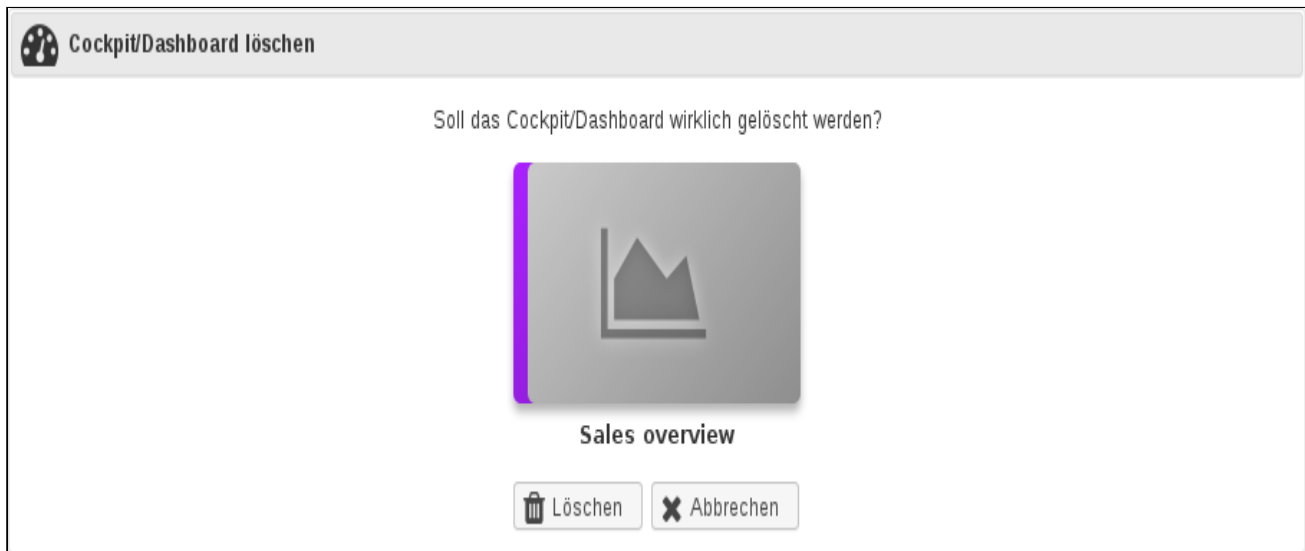 Cockpit/Dashboard löschen
Soll das Cockpit/Dashboard wirklich gelöscht werden?
Sales overview
Löschen Abbrechen